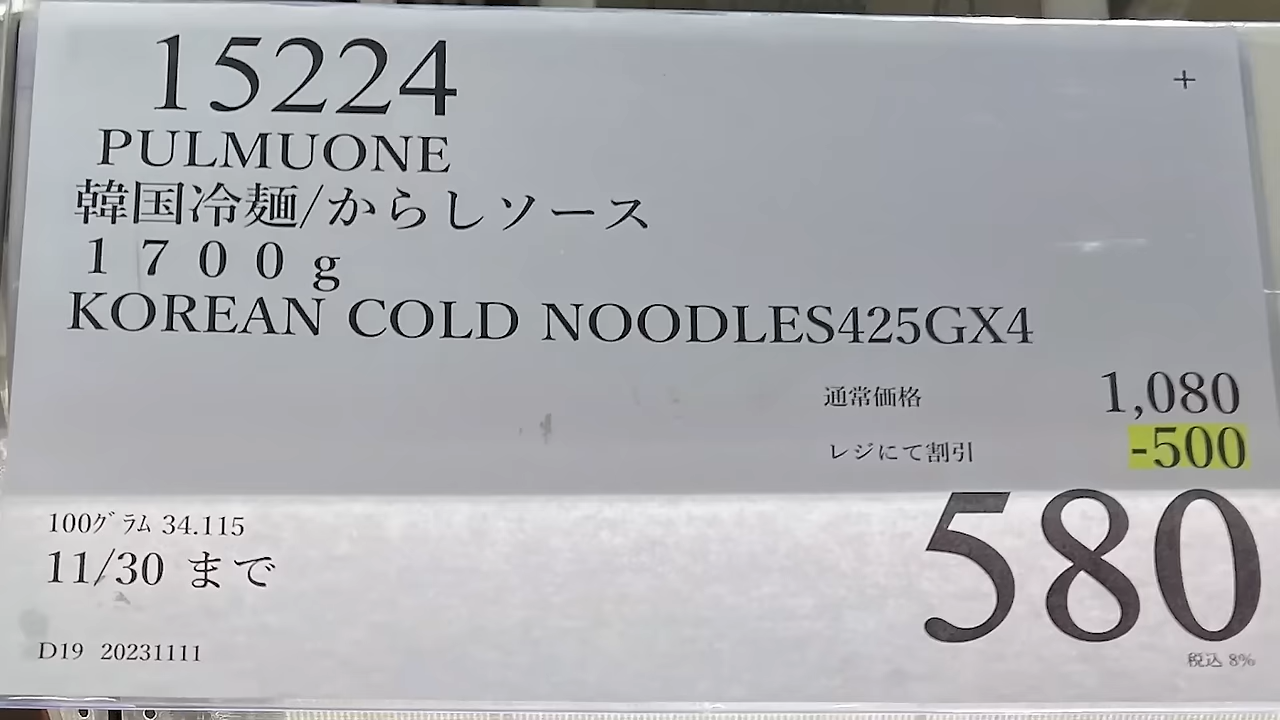 15224
+
PULMUONE
韓国冷麺/からしソース
１７００ｇ
KOREAN COLD NOODLES425GX4
通常価格 1,080
レジにて割引 -500
580
100ｸﾞﾗﾑ 34.115
11/30 まで
D19 20231111
税込 8%